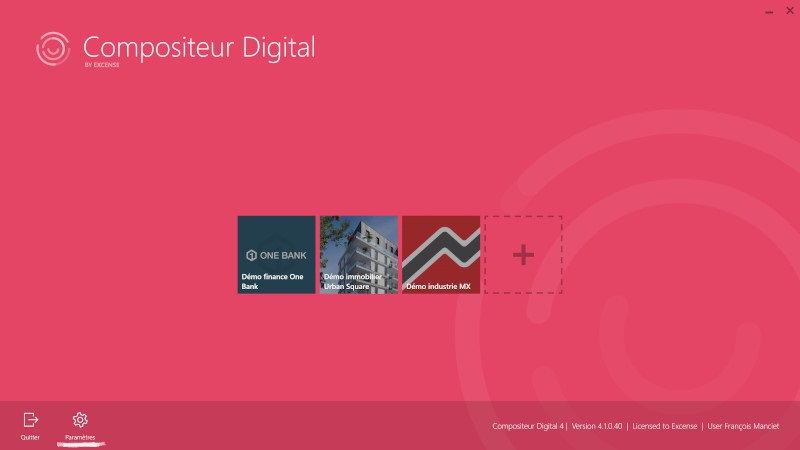 Compositeur Digital
BY EXCENSE
ONE BANK
Démo finance One
Bank
Démo immobilier
Urban Square
Démo industrie MX
Quitter
Paramètres
Compositeur Digital 4 | Version 4.1.0.40 | Licensed to Excense | User François Manciet